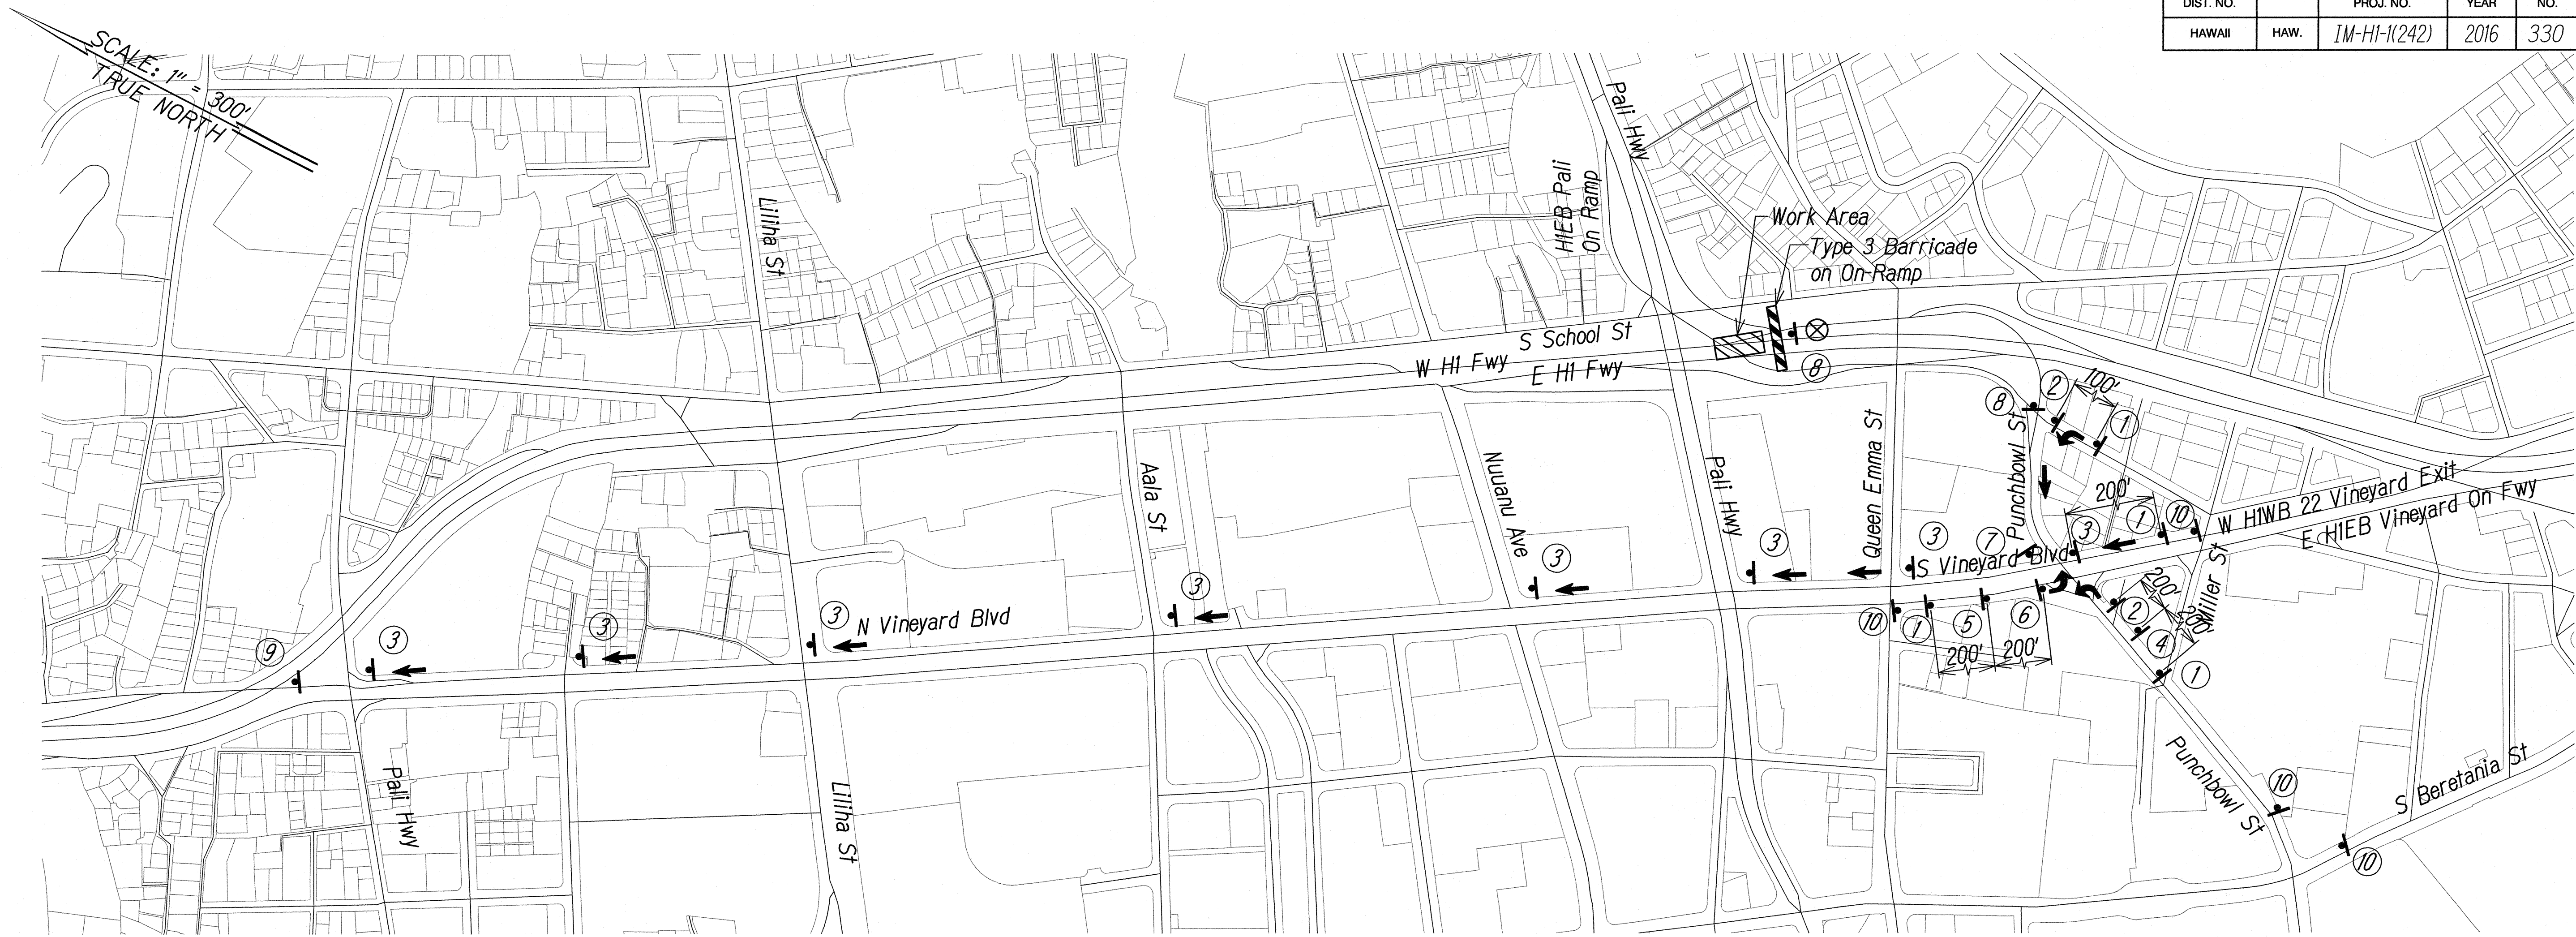 DIST. NO. PROJ. NO. YEAR NO.
HAWAII HAW. IM-H1-1(242) 2016 330
SCALE: 1" = 300'
TRUE NORTH
Liliha St
H1EB Pali
On Ramp
Pali Hwy
Work Area
Type 3 Barricade
on On-Ramp
S School St
W H1 Fwy
E H1 Fwy
8
8
2
100'
1
Aala St
Nuuanu Ave
Pali Hwy
Queen Emma St
Punchbowl St
200'
3
1
10
W H1WB 22 Vineyard Exit
E H1EB Vineyard On Fwy
Miller St
9
3
3
3
N Vineyard Blvd
3
3
3
3
7
S Vineyard Blvd
10
1
5
6
200'
200'
200'
200'
2
4
1
Pali Hwy
Liliha St
Punchbowl St
10
S Beretania St
10